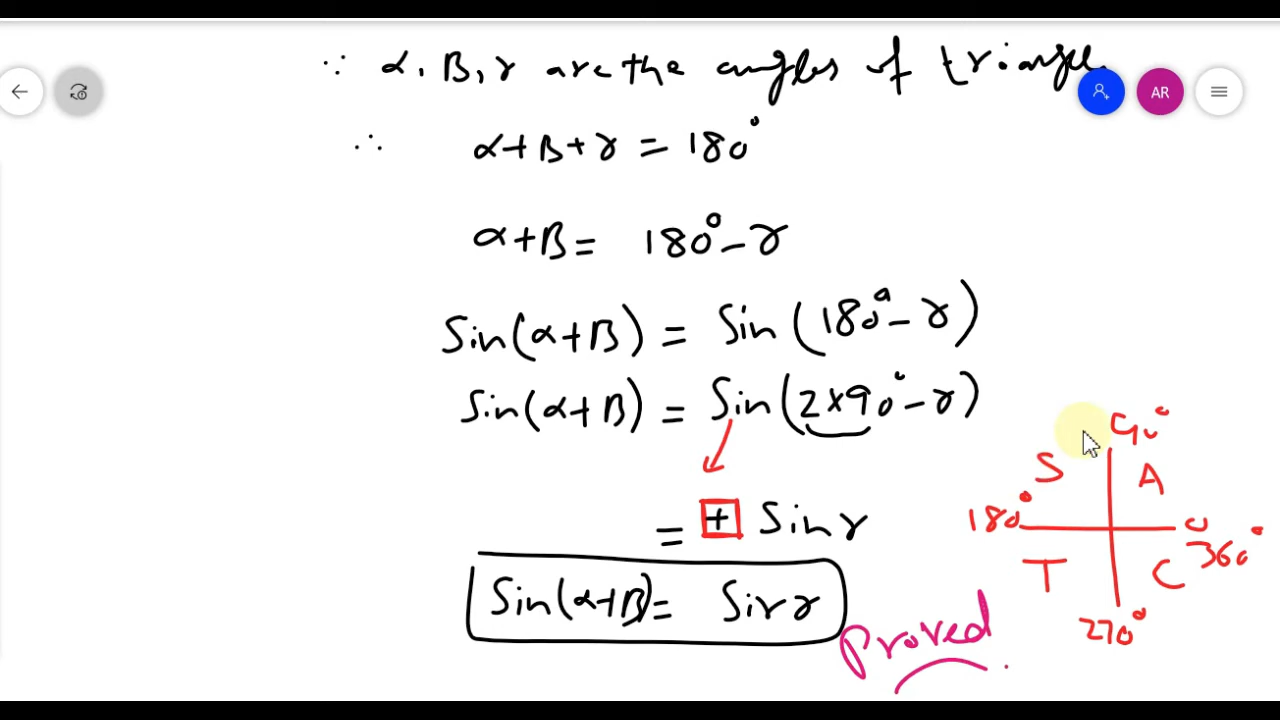 ∵ α, β, γ are the angles of triangle.
AR
∴ α+β+γ = 180°
α+β = 180°-γ
Sin(α+β) = Sin(180°-γ)
Sin(α+β) = Sin(2×90°-γ)
= + Sinγ
Sin(α+β) = Sinγ
Proved.
90°
S A
180° 0
360°
T C
270°